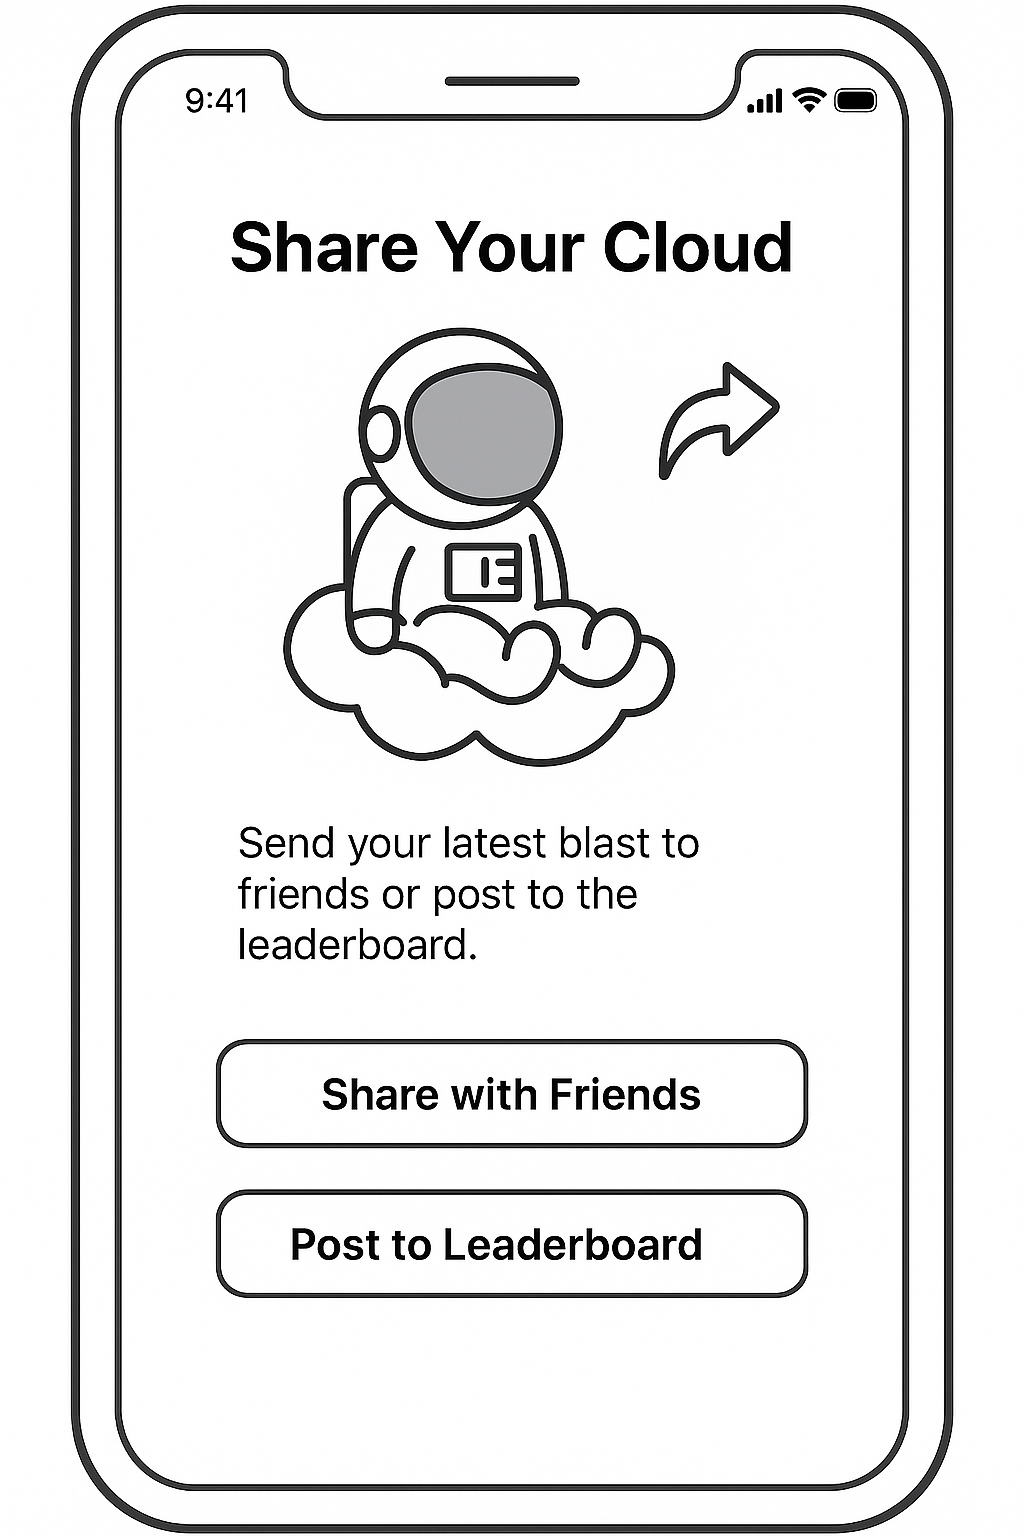 9:41
Share Your Cloud
Send your latest blast to
friends or post to the
leaderboard.
Share with Friends
Post to Leaderboard